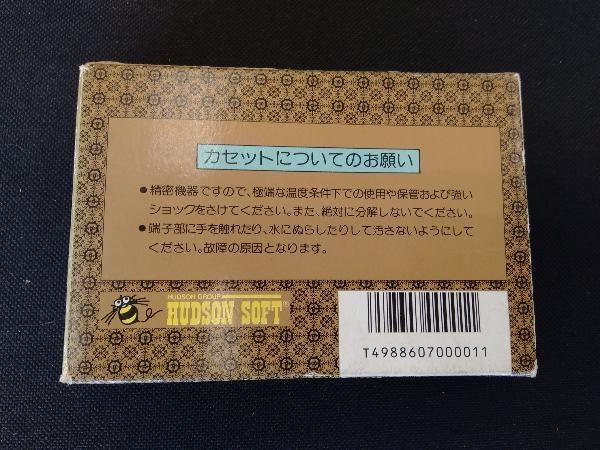 カセットについてのお願い
●精密機器ですので、極端な温度条件下での使用や保管および強い
ショックをさけてください。また、絶対に分解しないでください。
●端子部に手を触れたり、水にぬらしたりして汚さないようにして
ください。故障の原因となります。
HUDSON GROUP
HUDSON SOFT®
T4988607000011